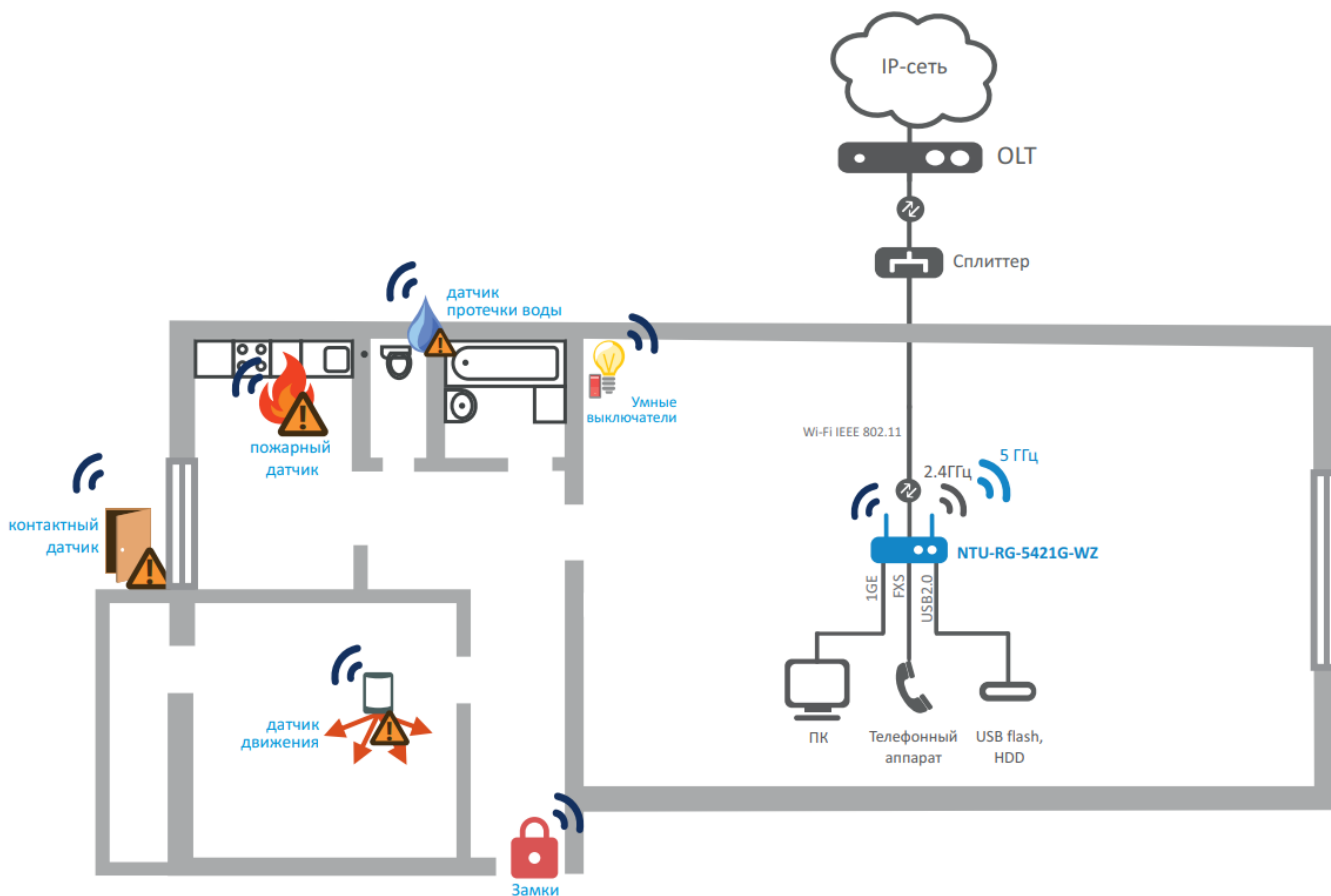 IP-сеть
OLT
Сплиттер
датчик
протечки воды
Умные
выключатели
пожарный
датчик
контактный
датчик
Wi-Fi IEEE 802.11
5 ГГц
2.4ГГц
NTU-RG-5421G-WZ
1GE
FXS
USB2.0
датчик
движения
ПК
Телефонный
аппарат
USB flash,
HDD
Замки